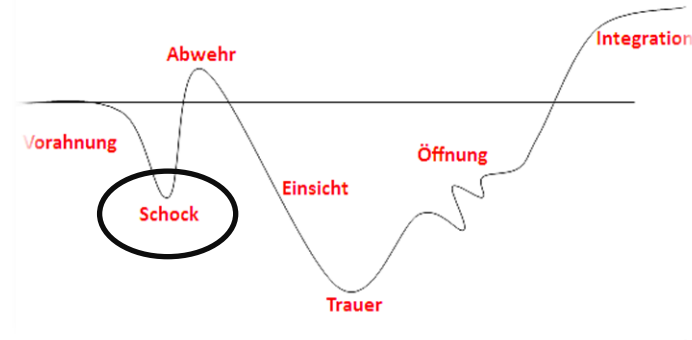 Vorahnung
Schock
Abwehr
Einsicht
Trauer
Öffnung
Integration